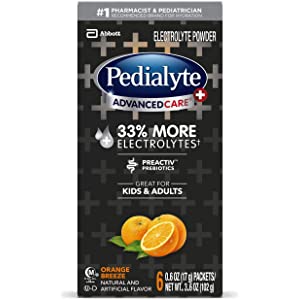 #1 PHARMACIST & PEDIATRICIAN
RECOMMENDED BRAND FOR HYDRATION
Abbott
ELECTROLYTE POWDER
Pedialyte
ADVANCEDCARE+
33% MORE
ELECTROLYTES†
PREACTIV™
PREBIOTICS
GREAT FOR
KIDS & ADULTS
ORANGE
BREEZE
NATURAL AND
ARTIFICIAL FLAVOR
6 0.6 OZ (17 g) PACKETS/
NET WT. 3.6 OZ (102 g)